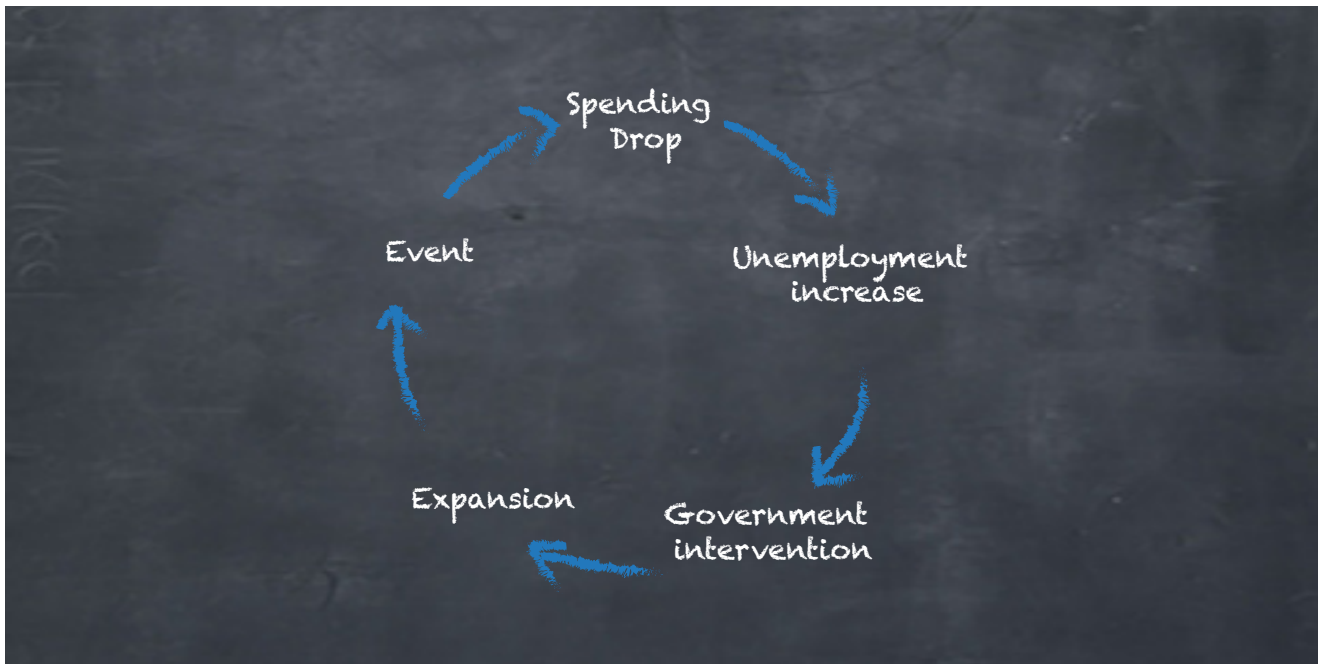 Spending
Drop
Unemployment
increase
Government
intervention
Expansion
Event